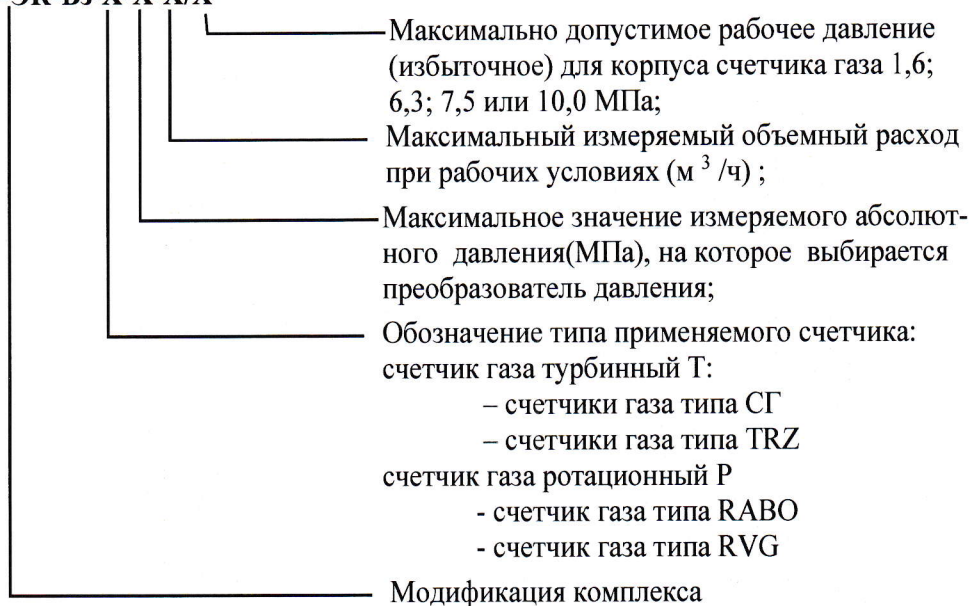 Максимально допустимое рабочее давление
(избыточное) для корпуса счетчика газа 1,6;
6,3; 7,5 или 10,0 МПа;
Максимальный измеряемый объемный расход
при рабочих условиях (м ³ /ч) ;
Максимальное значение измеряемого абсолют-
ного давления(МПа), на которое выбирается
преобразователь давления;
Обозначение типа применяемого счетчика:
счетчик газа турбинный Т:
– счетчики газа типа СГ
– счетчики газа типа TRZ
счетчик газа ротационный Р
- счетчик газа типа RABO
- счетчик газа типа RVG
Модификация комплекса